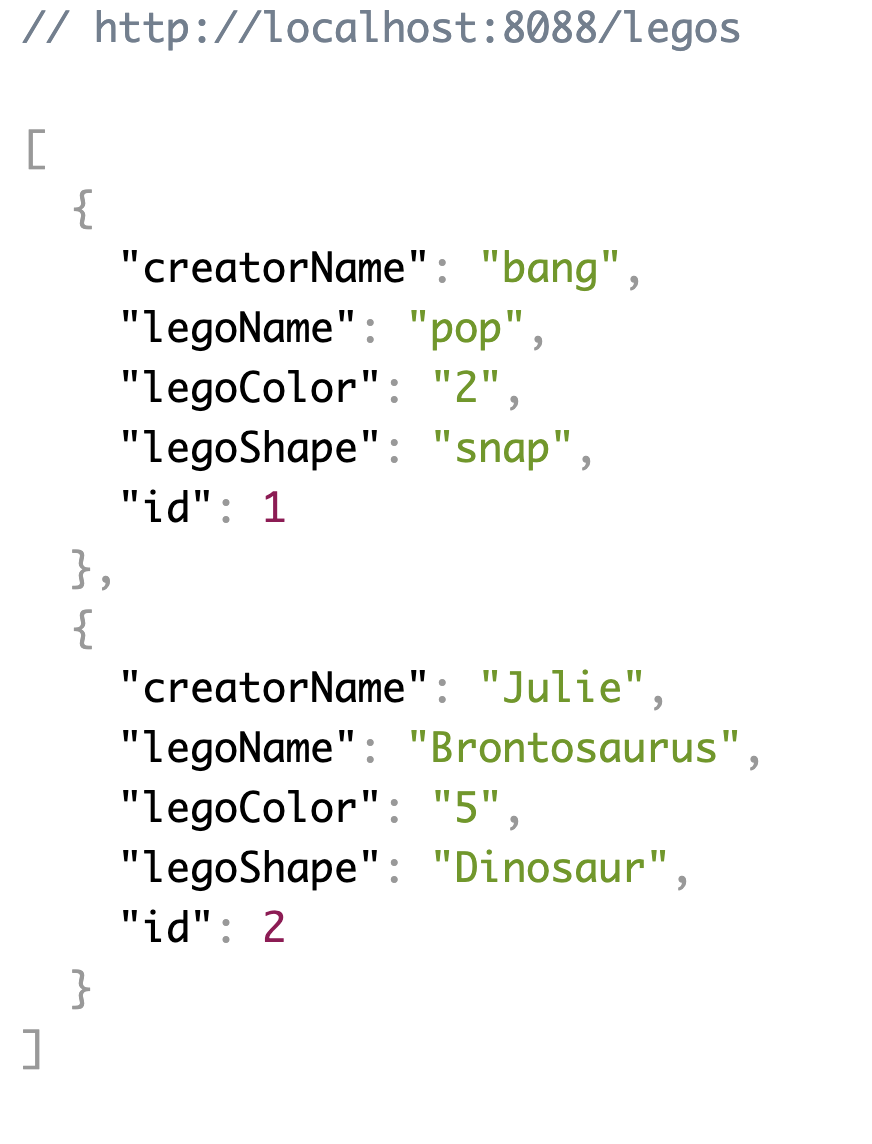 // http://localhost:8088/legos
[
  {
    "creatorName": "bang",
    "legoName": "pop",
    "legoColor": "2",
    "legoShape": "snap",
    "id": 1
  },
  {
    "creatorName": "Julie",
    "legoName": "Brontosaurus",
    "legoColor": "5",
    "legoShape": "Dinosaur",
    "id": 2
  }
]